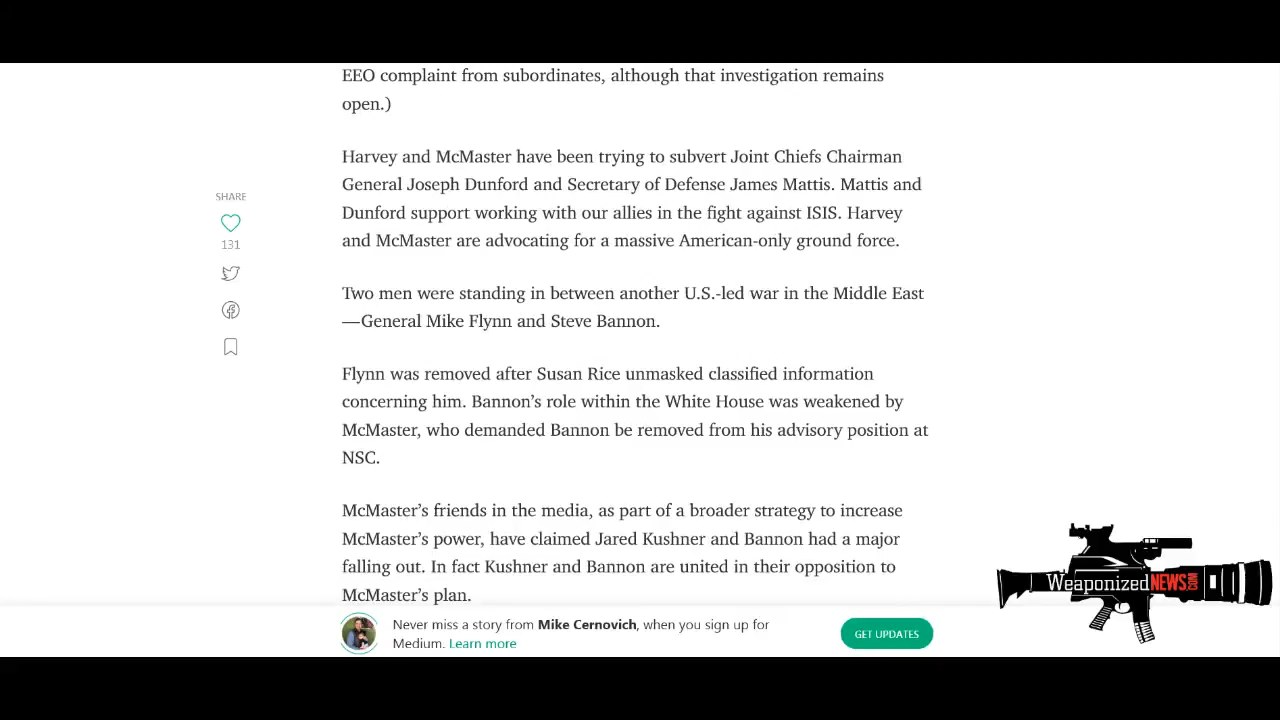 EEO complaint from subordinates, although that investigation remains
open.)
Harvey and McMaster have been trying to subvert Joint Chiefs Chairman
General Joseph Dunford and Secretary of Defense James Mattis. Mattis and
Dunford support working with our allies in the fight against ISIS. Harvey
and McMaster are advocating for a massive American-only ground force.
Two men were standing in between another U.S.-led war in the Middle East
—General Mike Flynn and Steve Bannon.
Flynn was removed after Susan Rice unmasked classified information
concerning him. Bannon’s role within the White House was weakened by
McMaster, who demanded Bannon be removed from his advisory position at
NSC.
McMaster’s friends in the media, as part of a broader strategy to increase
McMaster’s power, have claimed Jared Kushner and Bannon had a major
falling out. In fact Kushner and Bannon are united in their opposition to
McMaster’s plan.
SHARE
131
Never miss a story from Mike Cernovich, when you sign up for
Medium. Learn more
GET UPDATES
WeaponizedNEWS.COM